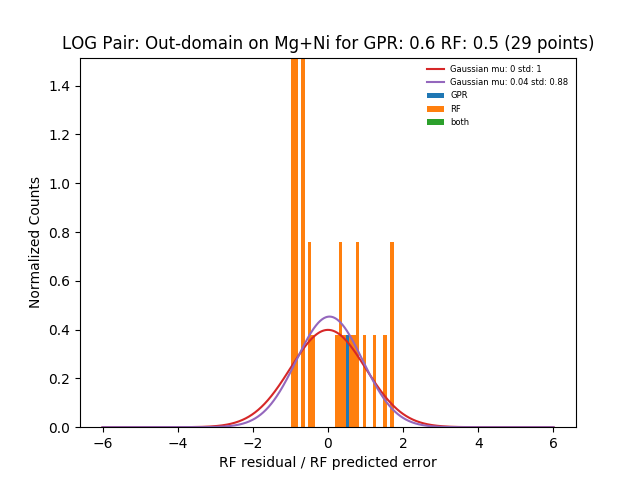 LOG Pair: Out-domain on Mg+Ni for GPR: 0.6 RF: 0.5 (29 points)
Gaussian mu: 0 std: 1
Gaussian mu: 0.04 std: 0.88
GPR
RF
both
Normalized Counts
1.4
1.2
1.0
0.8
0.6
0.4
0.2
0.0
−6 −4 −2 0 2 4 6
RF residual / RF predicted error